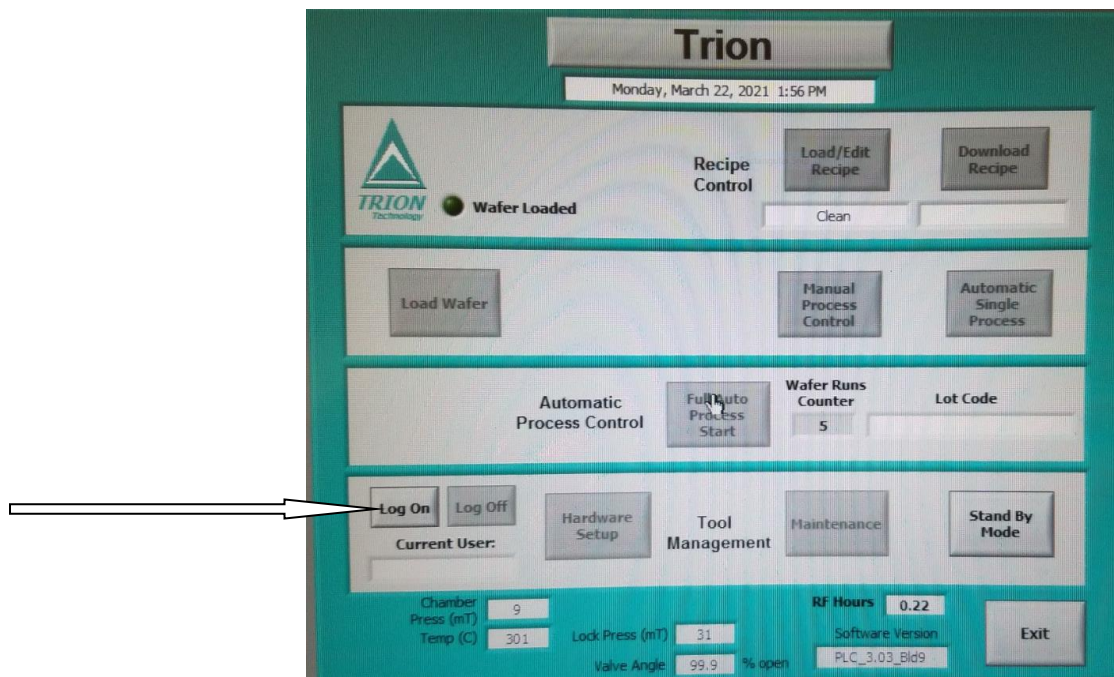 Trion
Monday, March 22, 2021 1:56 PM
TRION
Technology
Wafer Loaded
Recipe
Control
Load/Edit
Recipe
Download
Recipe
Clean
Load Wafer
Manual
Process
Control
Automatic
Single
Process
Automatic
Process Control
Full Auto
Process
Start
Wafer Runs
Counter
5
Lot Code
Log On
Log Off
Current User:
Hardware
Setup
Tool
Management
Maintenance
Stand By
Mode
Chamber
Press (mT)
9
Temp (C)
301
Lock Press (mT)
31
Valve Angle
99.9
% open
RF Hours
0.22
Software Version
PLC_3.03_Bld9
Exit